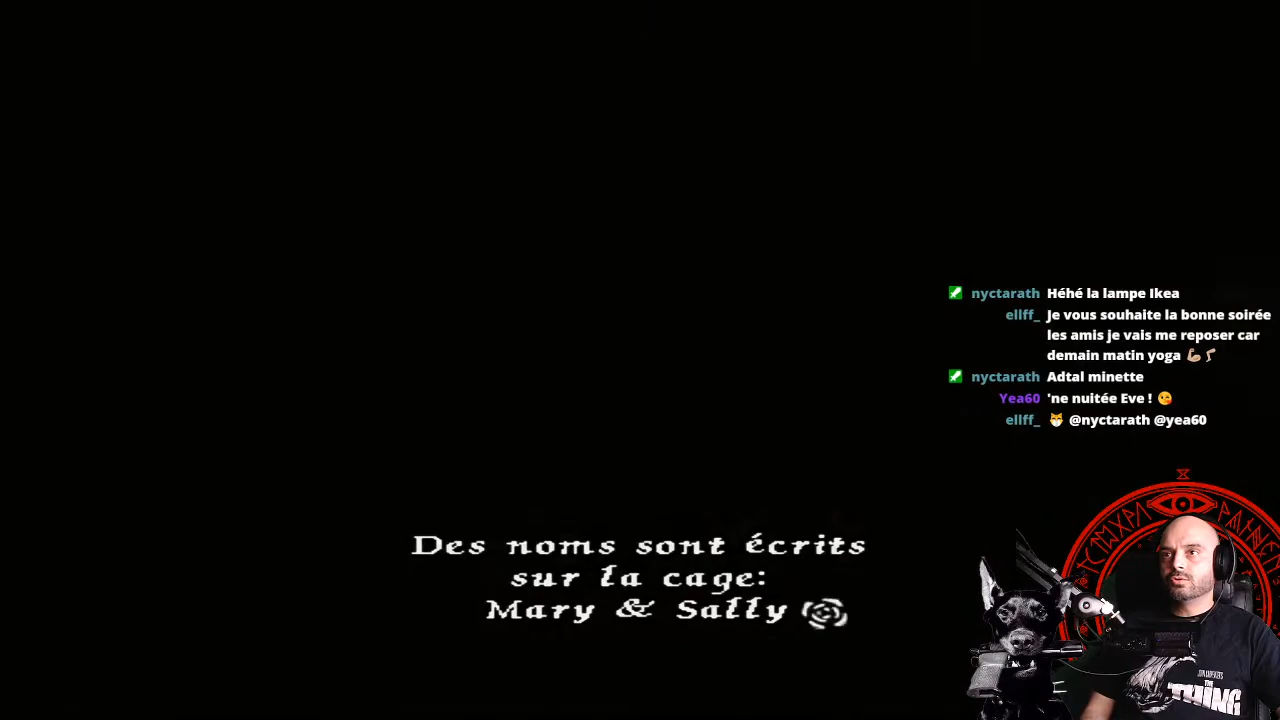 nyctarath Héhé la lampe Ikea
ellff_ Je vous souhaite la bonne soirée
les amis je vais me reposer car
demain matin yoga 💪🏼🦵🏼
nyctarath Adtal minette
Yea60 'ne nuitée Eve ! 😘
ellff_ @nyctarath @yea60
Des noms sont écrits
sur la cage:
Mary & Sally
THE
THING